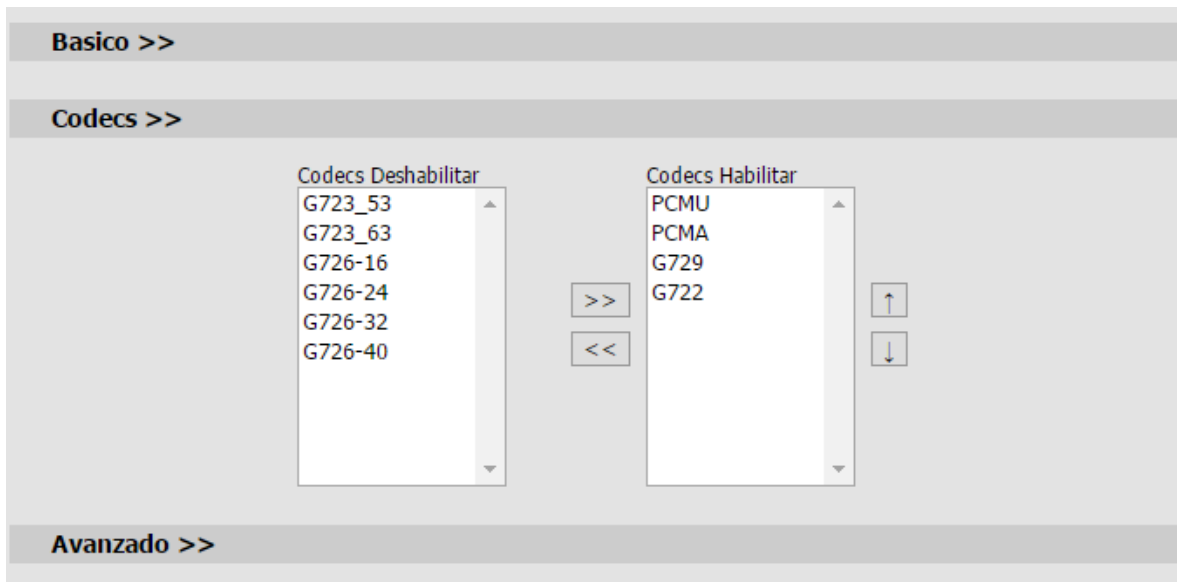 Basico >>
Codecs >>
Codecs Deshabilitar
G723_53
G723_63
G726-16
G726-24
G726-32
G726-40
>>
<<
Codecs Habilitar
PCMU
PCMA
G729
G722
↑
↓
Avanzado >>